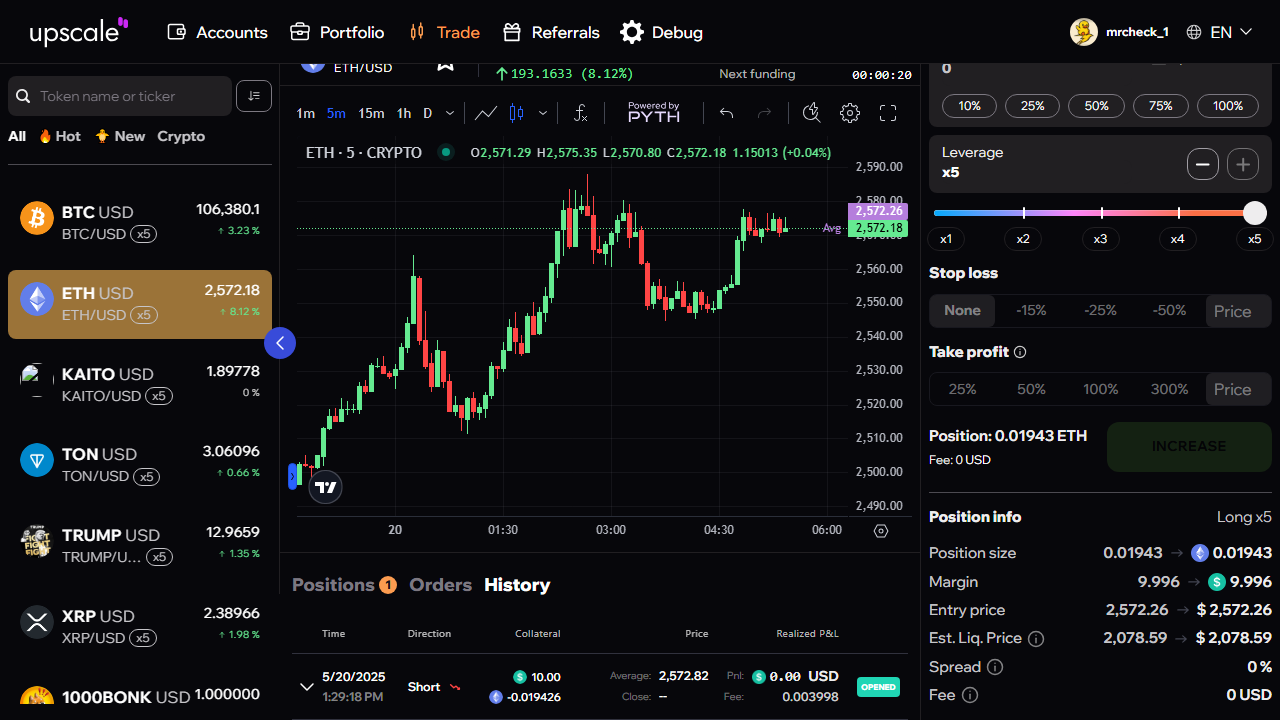 upscale
Accounts
Portfolio
Trade
Referrals
Debug
mrcheck_1
EN
Token name or ticker
All
Hot
New
Crypto
BTC USD
106,380.1
BTC/USD x5
↑ 3.23 %
ETH USD
2,572.18
ETH/USD x5
↑ 8.12 %
KAITO USD
1.89778
KAITO/USD x5
0 %
TON USD
3.06096
TON/USD x5
↑ 0.66 %
TRUMP USD
12.9659
TRUMP/U... x5
↑ 1.35 %
XRP USD
2.38966
XRP/USD x5
↑ 1.98 %
1000BONK USD
1.000000
ETH/USD
193.1633 (8.12%)
Next funding
00:00:20
1m 5m 15m 1h D
Powered by
PYTH
ETH · 5 · CRYPTO
O2,571.29 H2,575.35 L2,570.80 C2,572.18 1.15013 (+0.04%)
2,590.00
2,580.00
2,572.26
Avg
2,572.18
2,570.00
2,560.00
2,550.00
2,540.00
2,530.00
2,520.00
2,510.00
2,500.00
2,490.00
20 01:30 03:00 04:30 06:00
Positions 1 Orders History
Time Direction Collateral Price Realized P&L
5/20/2025
1:29:18 PM
Short
10.00
-0.019426
Average: 2,572.82
Close: --
Pnl: 0.00 USD
Fee: 0.003998
OPENED
0
10% 25% 50% 75% 100%
Leverage
x5
x1 x2 x3 x4 x5
Stop loss
None -15% -25% -50% Price
Take profit
25% 50% 100% 300% Price
Position: 0.01943 ETH
Fee: 0 USD
INCREASE
Position info
Long x5
Position size 0.01943 → 0.01943
Margin 9.996 → $ 9.996
Entry price 2,572.26 → $ 2,572.26
Est. Liq. Price 2,078.59 → $ 2,078.59
Spread 0 %
Fee 0 USD